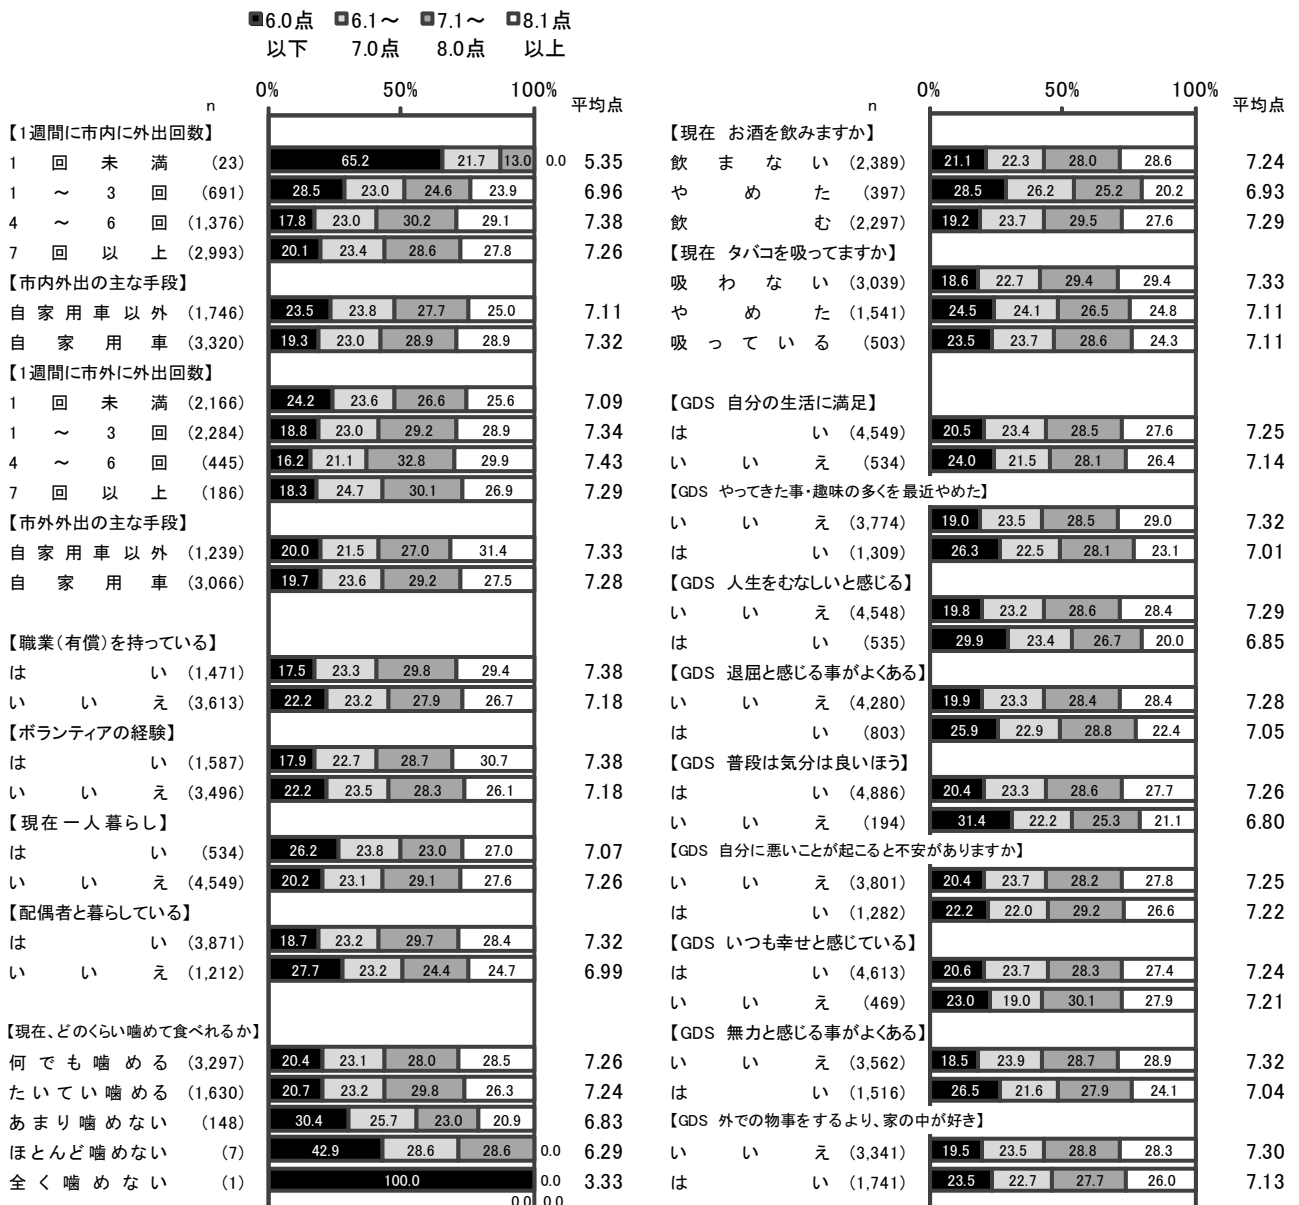 ■6.0点 □6.1～ ■7.1～ □8.1点
以下 7.0点 8.0点 以上
n 0% 50% 100% 平均点
【1週間に市内に外出回数】
1回未満 (23) 65.2 21.7 13.0 0.0 5.35
1～3回 (691) 28.5 23.0 24.6 23.9 6.96
4～6回 (1,376) 17.8 23.0 30.2 29.1 7.38
7回以上 (2,993) 20.1 23.4 28.6 27.8 7.26
【市内外出の主な手段】
自家用車以外 (1,746) 23.5 23.8 27.7 25.0 7.11
自家用車 (3,320) 19.3 23.0 28.9 28.9 7.32
【1週間に市外に外出回数】
1回未満 (2,166) 24.2 23.6 26.6 25.6 7.09
1～3回 (2,284) 18.8 23.0 29.2 28.9 7.34
4～6回 (445) 16.2 21.1 32.8 29.9 7.43
7回以上 (186) 18.3 24.7 30.1 26.9 7.29
【市外外出の主な手段】
自家用車以外 (1,239) 20.0 21.5 27.0 31.4 7.33
自家用車 (3,066) 19.7 23.6 29.2 27.5 7.28
【職業(有償)を持っている】
はい (1,471) 17.5 23.3 29.8 29.4 7.38
いいえ (3,613) 22.2 23.2 27.9 26.7 7.18
【ボランティアの経験】
はい (1,587) 17.9 22.7 28.7 30.7 7.38
いいえ (3,496) 22.2 23.5 28.3 26.1 7.18
【現在一人暮らし】
はい (534) 26.2 23.8 23.0 27.0 7.07
いいえ (4,549) 20.2 23.1 29.1 27.6 7.26
【配偶者と暮らしている】
はい (3,871) 18.7 23.2 29.7 28.4 7.32
いいえ (1,212) 27.7 23.2 24.4 24.7 6.99
【現在、どのくらい噛めて食べれるか】
何でも噛める (3,297) 20.4 23.1 28.0 28.5 7.26
たいてい噛める (1,630) 20.7 23.2 29.8 26.3 7.24
あまり噛めない (148) 30.4 25.7 23.0 20.9 6.83
ほとんど噛めない (7) 42.9 28.6 28.6 0.0 6.29
全く噛めない (1) 100.0 0.0 3.33
0.0 0.0
n 0% 50% 100% 平均点
【現在 お酒を飲みますか】
飲まない (2,389) 21.1 22.3 28.0 28.6 7.24
やめた (397) 28.5 26.2 25.2 20.2 6.93
飲む (2,297) 19.2 23.7 29.5 27.6 7.29
【現在 タバコを吸ってますか】
吸わない (3,039) 18.6 22.7 29.4 29.4 7.33
やめた (1,541) 24.5 24.1 26.5 24.8 7.11
吸っている (503) 23.5 23.7 28.6 24.3 7.11
【GDS 自分の生活に満足】
はい (4,549) 20.5 23.4 28.5 27.6 7.25
いいえ (534) 24.0 21.5 28.1 26.4 7.14
【GDS やってきた事・趣味の多くを最近やめた】
いいえ (3,774) 19.0 23.5 28.5 29.0 7.32
はい (1,309) 26.3 22.5 28.1 23.1 7.01
【GDS 人生をむなしいと感じる】
いいえ (4,548) 19.8 23.2 28.6 28.4 7.29
はい (535) 29.9 23.4 26.7 20.0 6.85
【GDS 退屈と感じる事がよくある】
いいえ (4,280) 19.9 23.3 28.4 28.4 7.28
はい (803) 25.9 22.9 28.8 22.4 7.05
【GDS 普段は気分は良いほう】
はい (4,886) 20.4 23.3 28.6 27.7 7.26
いいえ (194) 31.4 22.2 25.3 21.1 6.80
【GDS 自分に悪いことが起こると不安がありますか】
いいえ (3,801) 20.4 23.7 28.2 27.8 7.25
はい (1,282) 22.2 22.0 29.2 26.6 7.22
【GDS いつも幸せと感じている】
はい (4,613) 20.6 23.7 28.3 27.4 7.24
いいえ (469) 23.0 19.0 30.1 27.9 7.21
【GDS 無力と感じる事がよくある】
いいえ (3,562) 18.5 23.9 28.7 28.9 7.32
はい (1,516) 26.5 21.6 27.9 24.1 7.04
【GDS 外での物事をするより、家の中が好き】
いいえ (3,341) 19.5 23.5 28.8 28.3 7.30
はい (1,741) 23.5 22.7 27.7 26.0 7.13